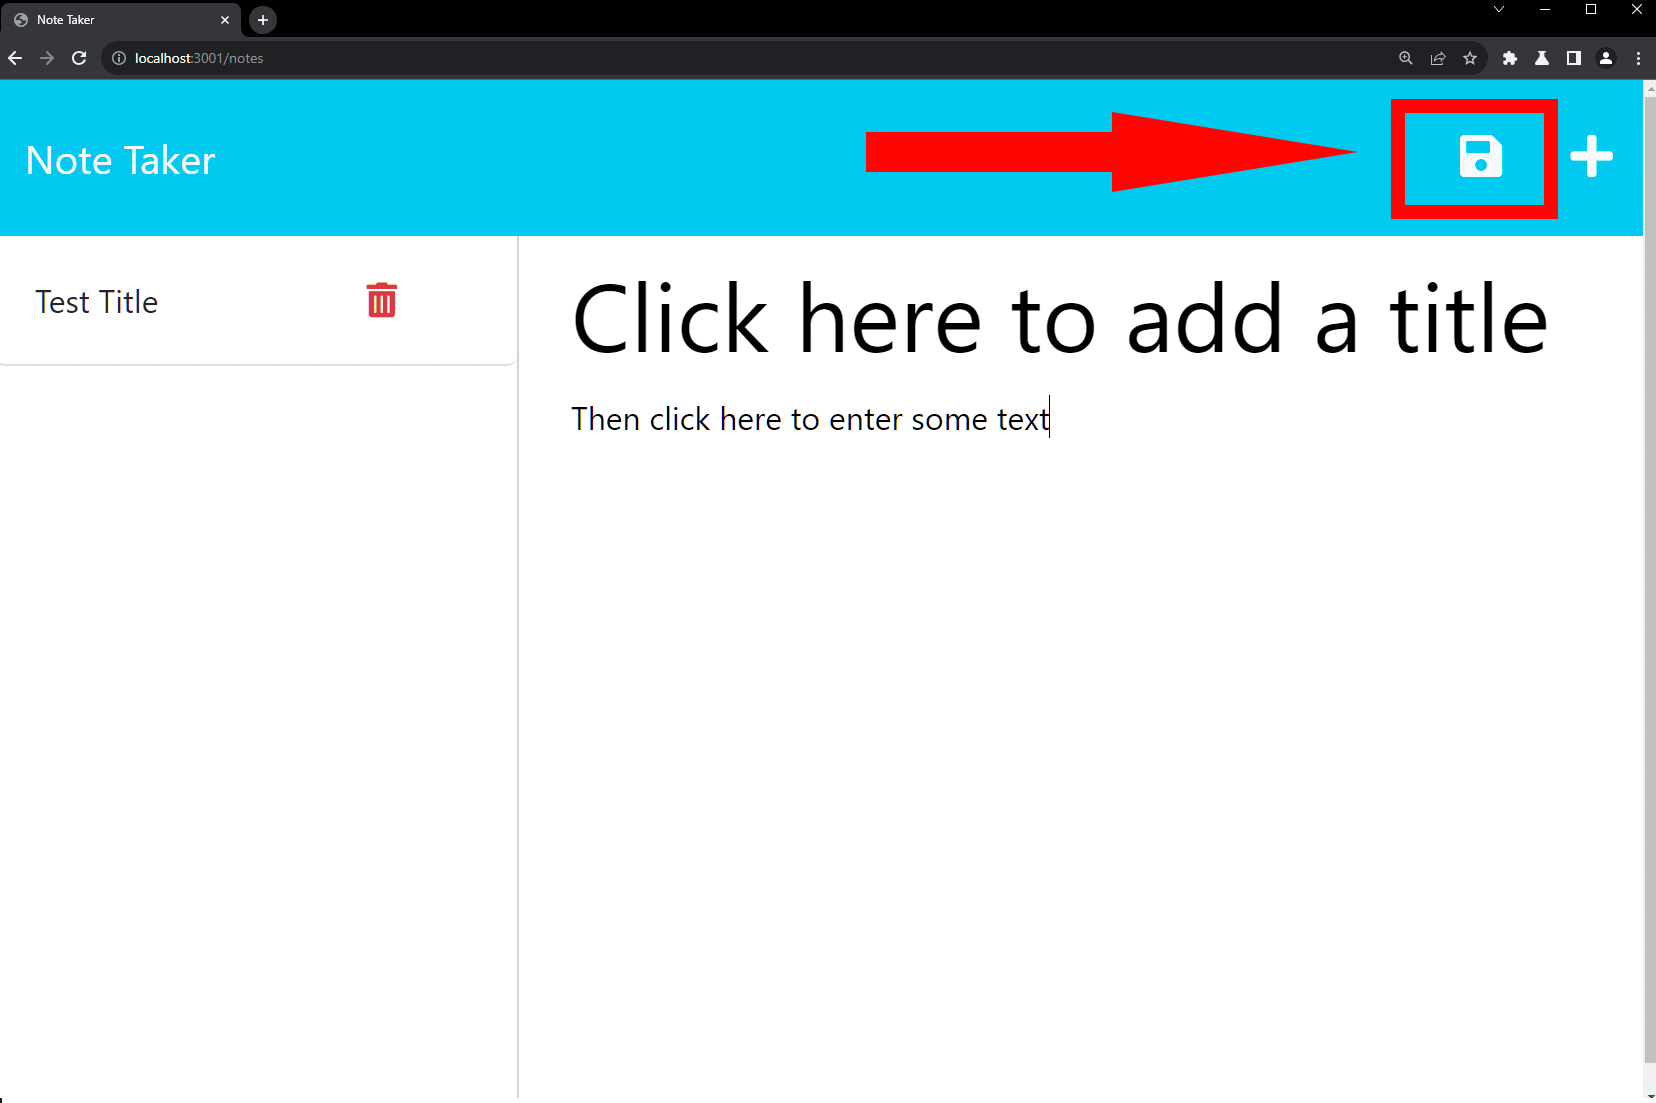 Note Taker
localhost:3001/notes
Note Taker
Test Title
Click here to add a title
Then click here to enter some text